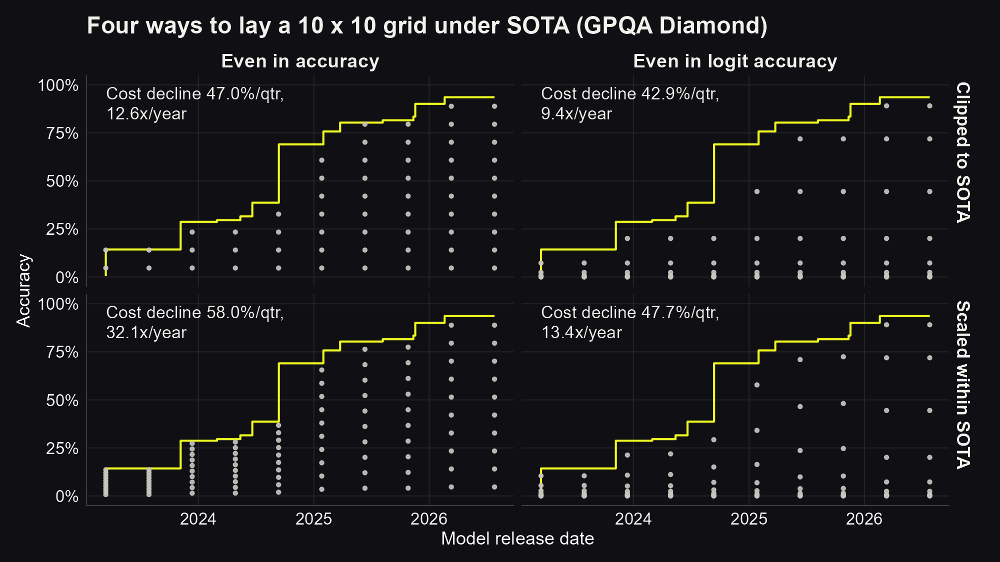 Four ways to lay a 10 x 10 grid under SOTA (GPQA Diamond)
Even in accuracy
Even in logit accuracy
Accuracy
100%
75%
50%
25%
0%
Cost decline 47.0%/qtr,
12.6x/year
Cost decline 42.9%/qtr,
9.4x/year
Clipped to SOTA
100%
75%
50%
25%
0%
Cost decline 58.0%/qtr,
32.1x/year
Cost decline 47.7%/qtr,
13.4x/year
Scaled within SOTA
2024
2025
2026
2024
2025
2026
Model release date